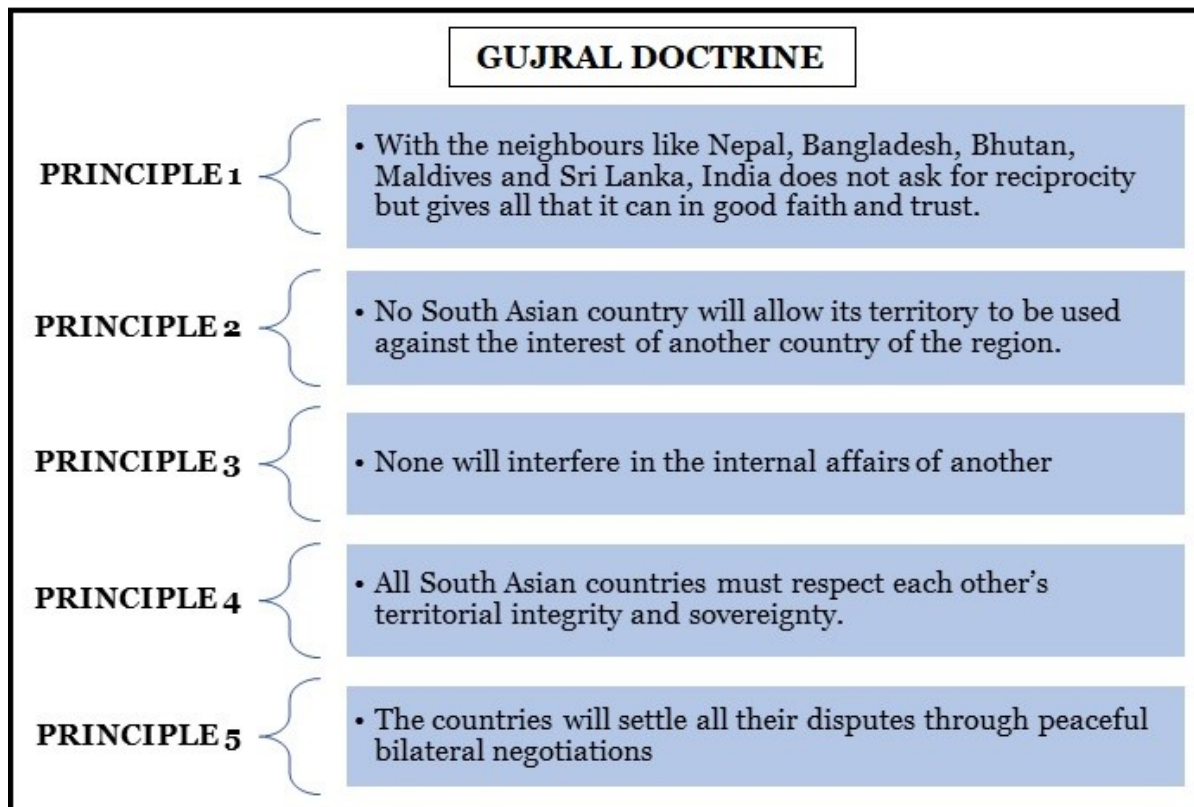 GUJRAL DOCTRINE
PRINCIPLE 1
• With the neighbours like Nepal, Bangladesh, Bhutan,
Maldives and Sri Lanka, India does not ask for reciprocity
but gives all that it can in good faith and trust.
PRINCIPLE 2
• No South Asian country will allow its territory to be used
against the interest of another country of the region.
PRINCIPLE 3
• None will interfere in the internal affairs of another
PRINCIPLE 4
• All South Asian countries must respect each other’s
territorial integrity and sovereignty.
PRINCIPLE 5
• The countries will settle all their disputes through peaceful
bilateral negotiations